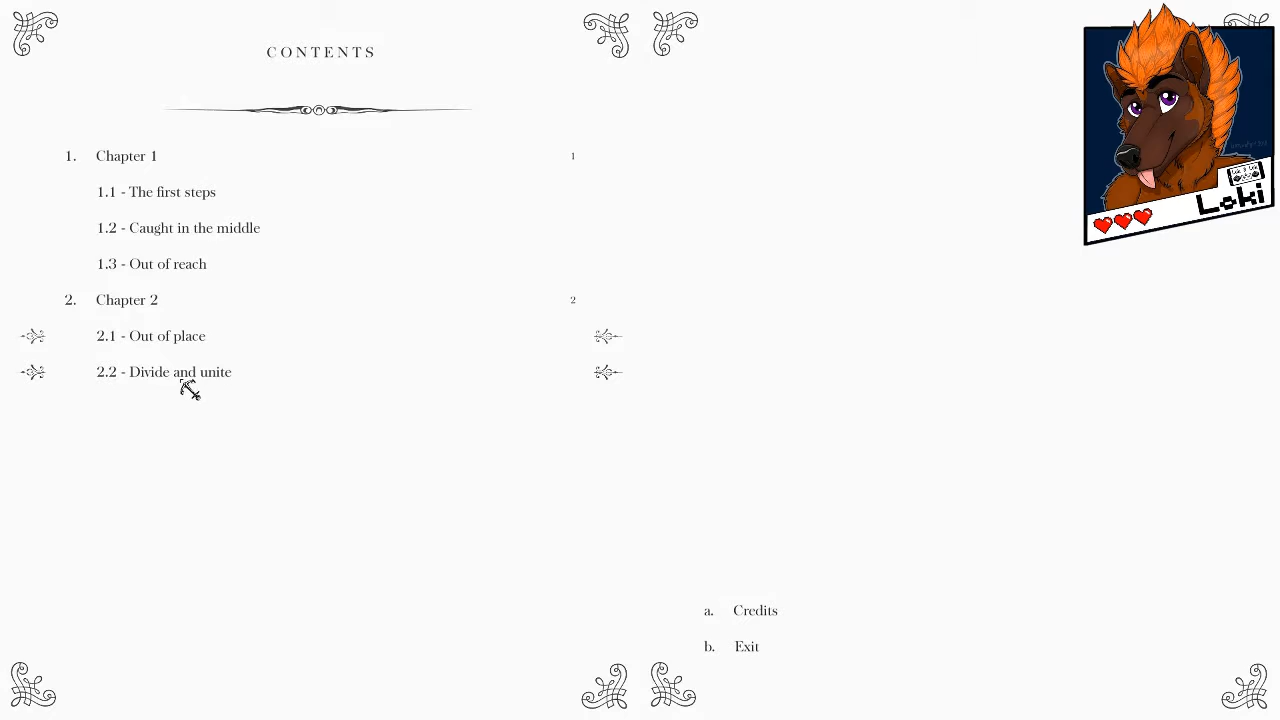 CONTENTS
1. Chapter 1 1
1.1 - The first steps
1.2 - Caught in the middle
1.3 - Out of reach
2. Chapter 2 2
2.1 - Out of place
2.2 - Divide and unite
Loki
a. Credits
b. Exit